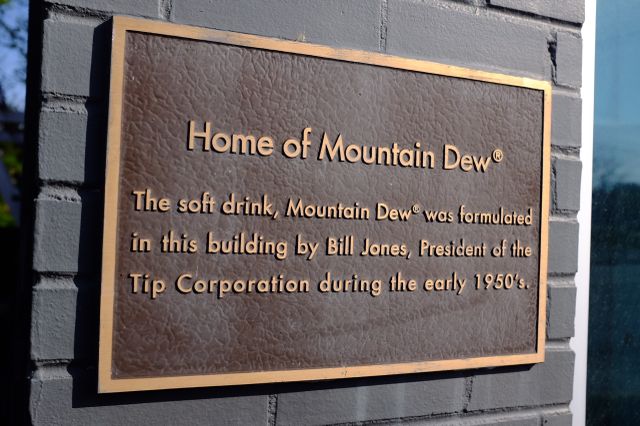 Home of Mountain Dew®
The soft drink, Mountain Dew® was formulated
in this building by Bill Jones, President of the
Tip Corporation during the early 1950's.